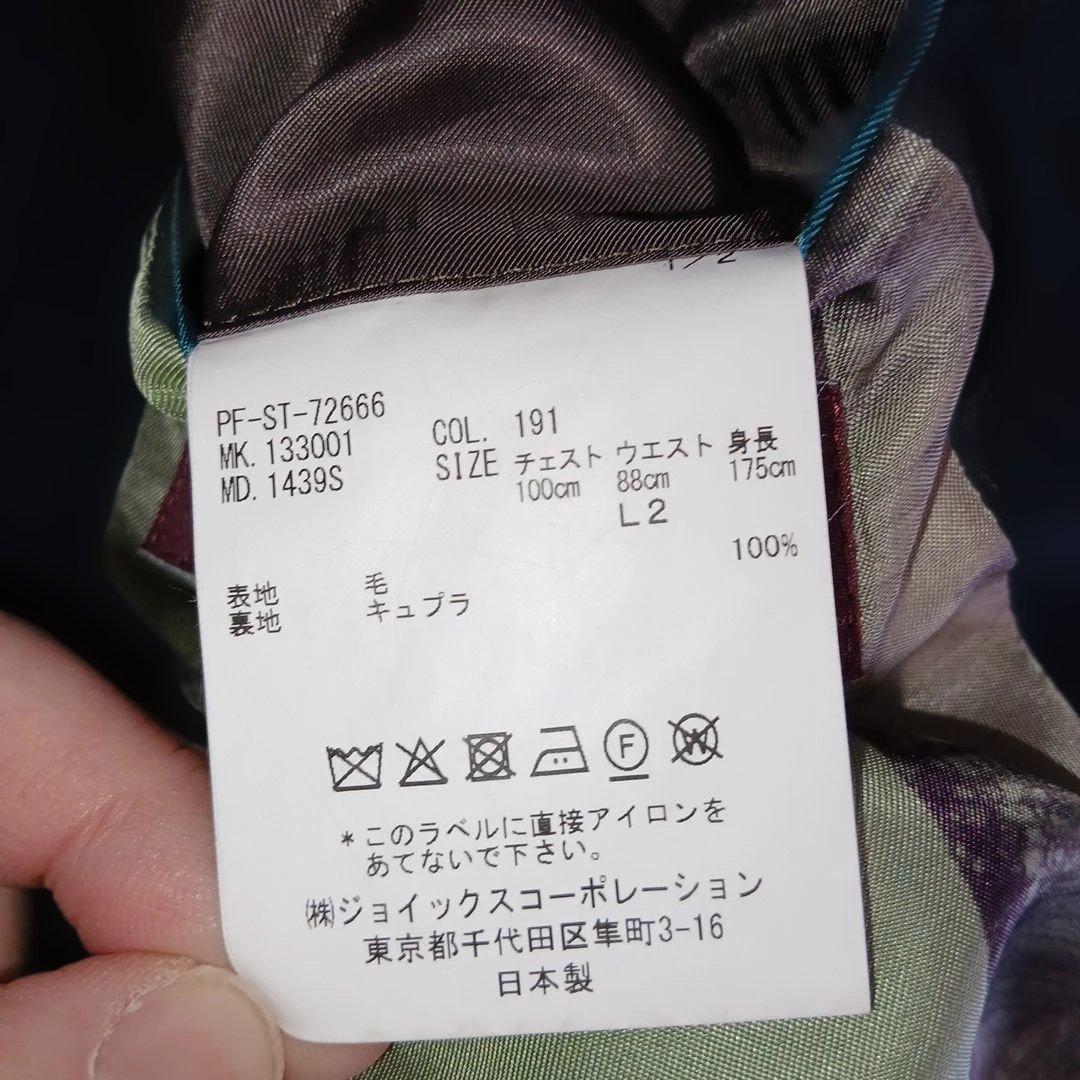 1/2
PF-ST-72666
MK. 133001
MD. 1439S
COL. 191
SIZE チェスト ウエスト 身長
100cm 88cm 175cm
L2
100%
表地 毛
裏地 キュプラ
F
W
*このラベルに直接アイロンを
あてないで下さい。
㈱ジョイックスコーポレーション
東京都千代田区隼町3-16
日本製